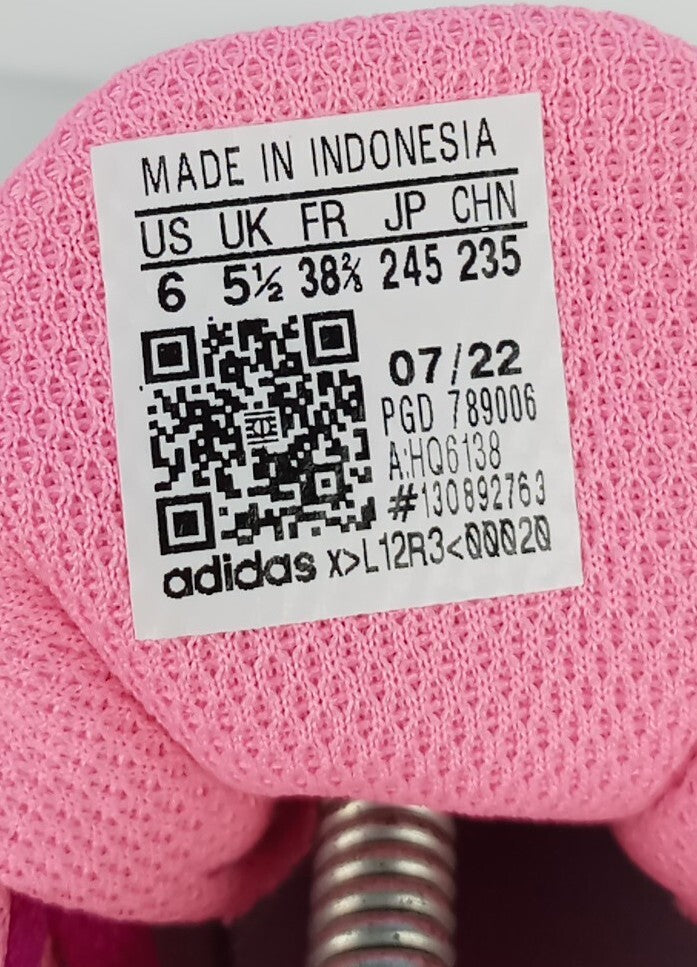 MADE IN INDONESIA
US UK FR JP CHN
6 5½ 38⅔ 245 235
07/22
PGD 789006
A:HQ6138
#130892763
adidas X>L12R3<00020